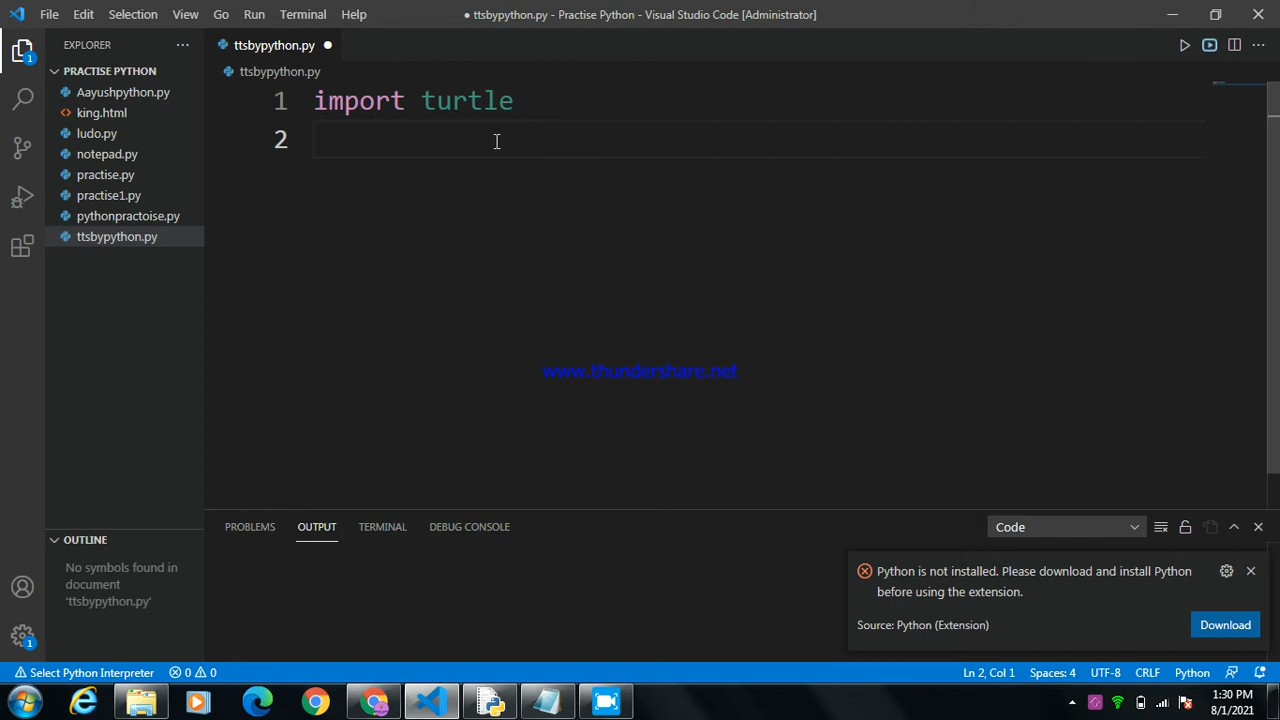 File Edit Selection View Go Run Terminal Help
● ttsbypython.py - Practise Python - Visual Studio Code [Administrator]
EXPLORER
ttsbypython.py
PRACTISE PYTHON
ttsbypython.py
Aayushpython.py
king.html
ludo.py
notepad.py
practise.py
practise1.py
pythonpractoise.py
ttsbypython.py
1 import turtle
2
www.thundershare.net
PROBLEMS OUTPUT TERMINAL DEBUG CONSOLE
Code
OUTLINE
No symbols found in
document
'ttsbypython.py'
Python is not installed. Please download and install Python
before using the extension.
Source: Python (Extension)
Download
1
1
Select Python Interpreter
0 0
Ln 2, Col 1 Spaces: 4 UTF-8 CRLF Python
1:30 PM
8/1/2021